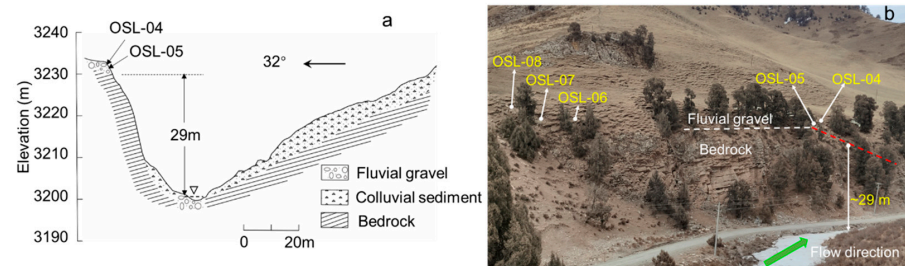 a
OSL-04
OSL-05
32°
29m
Elevation (m)
3240
3230
3220
3210
3200
3190
Fluvial gravel
Colluvial sediment
Bedrock
0 20m
b
OSL-08
OSL-07
OSL-06
OSL-05 OSL-04
Fluvial gravel
Bedrock
~29 m
Flow direction